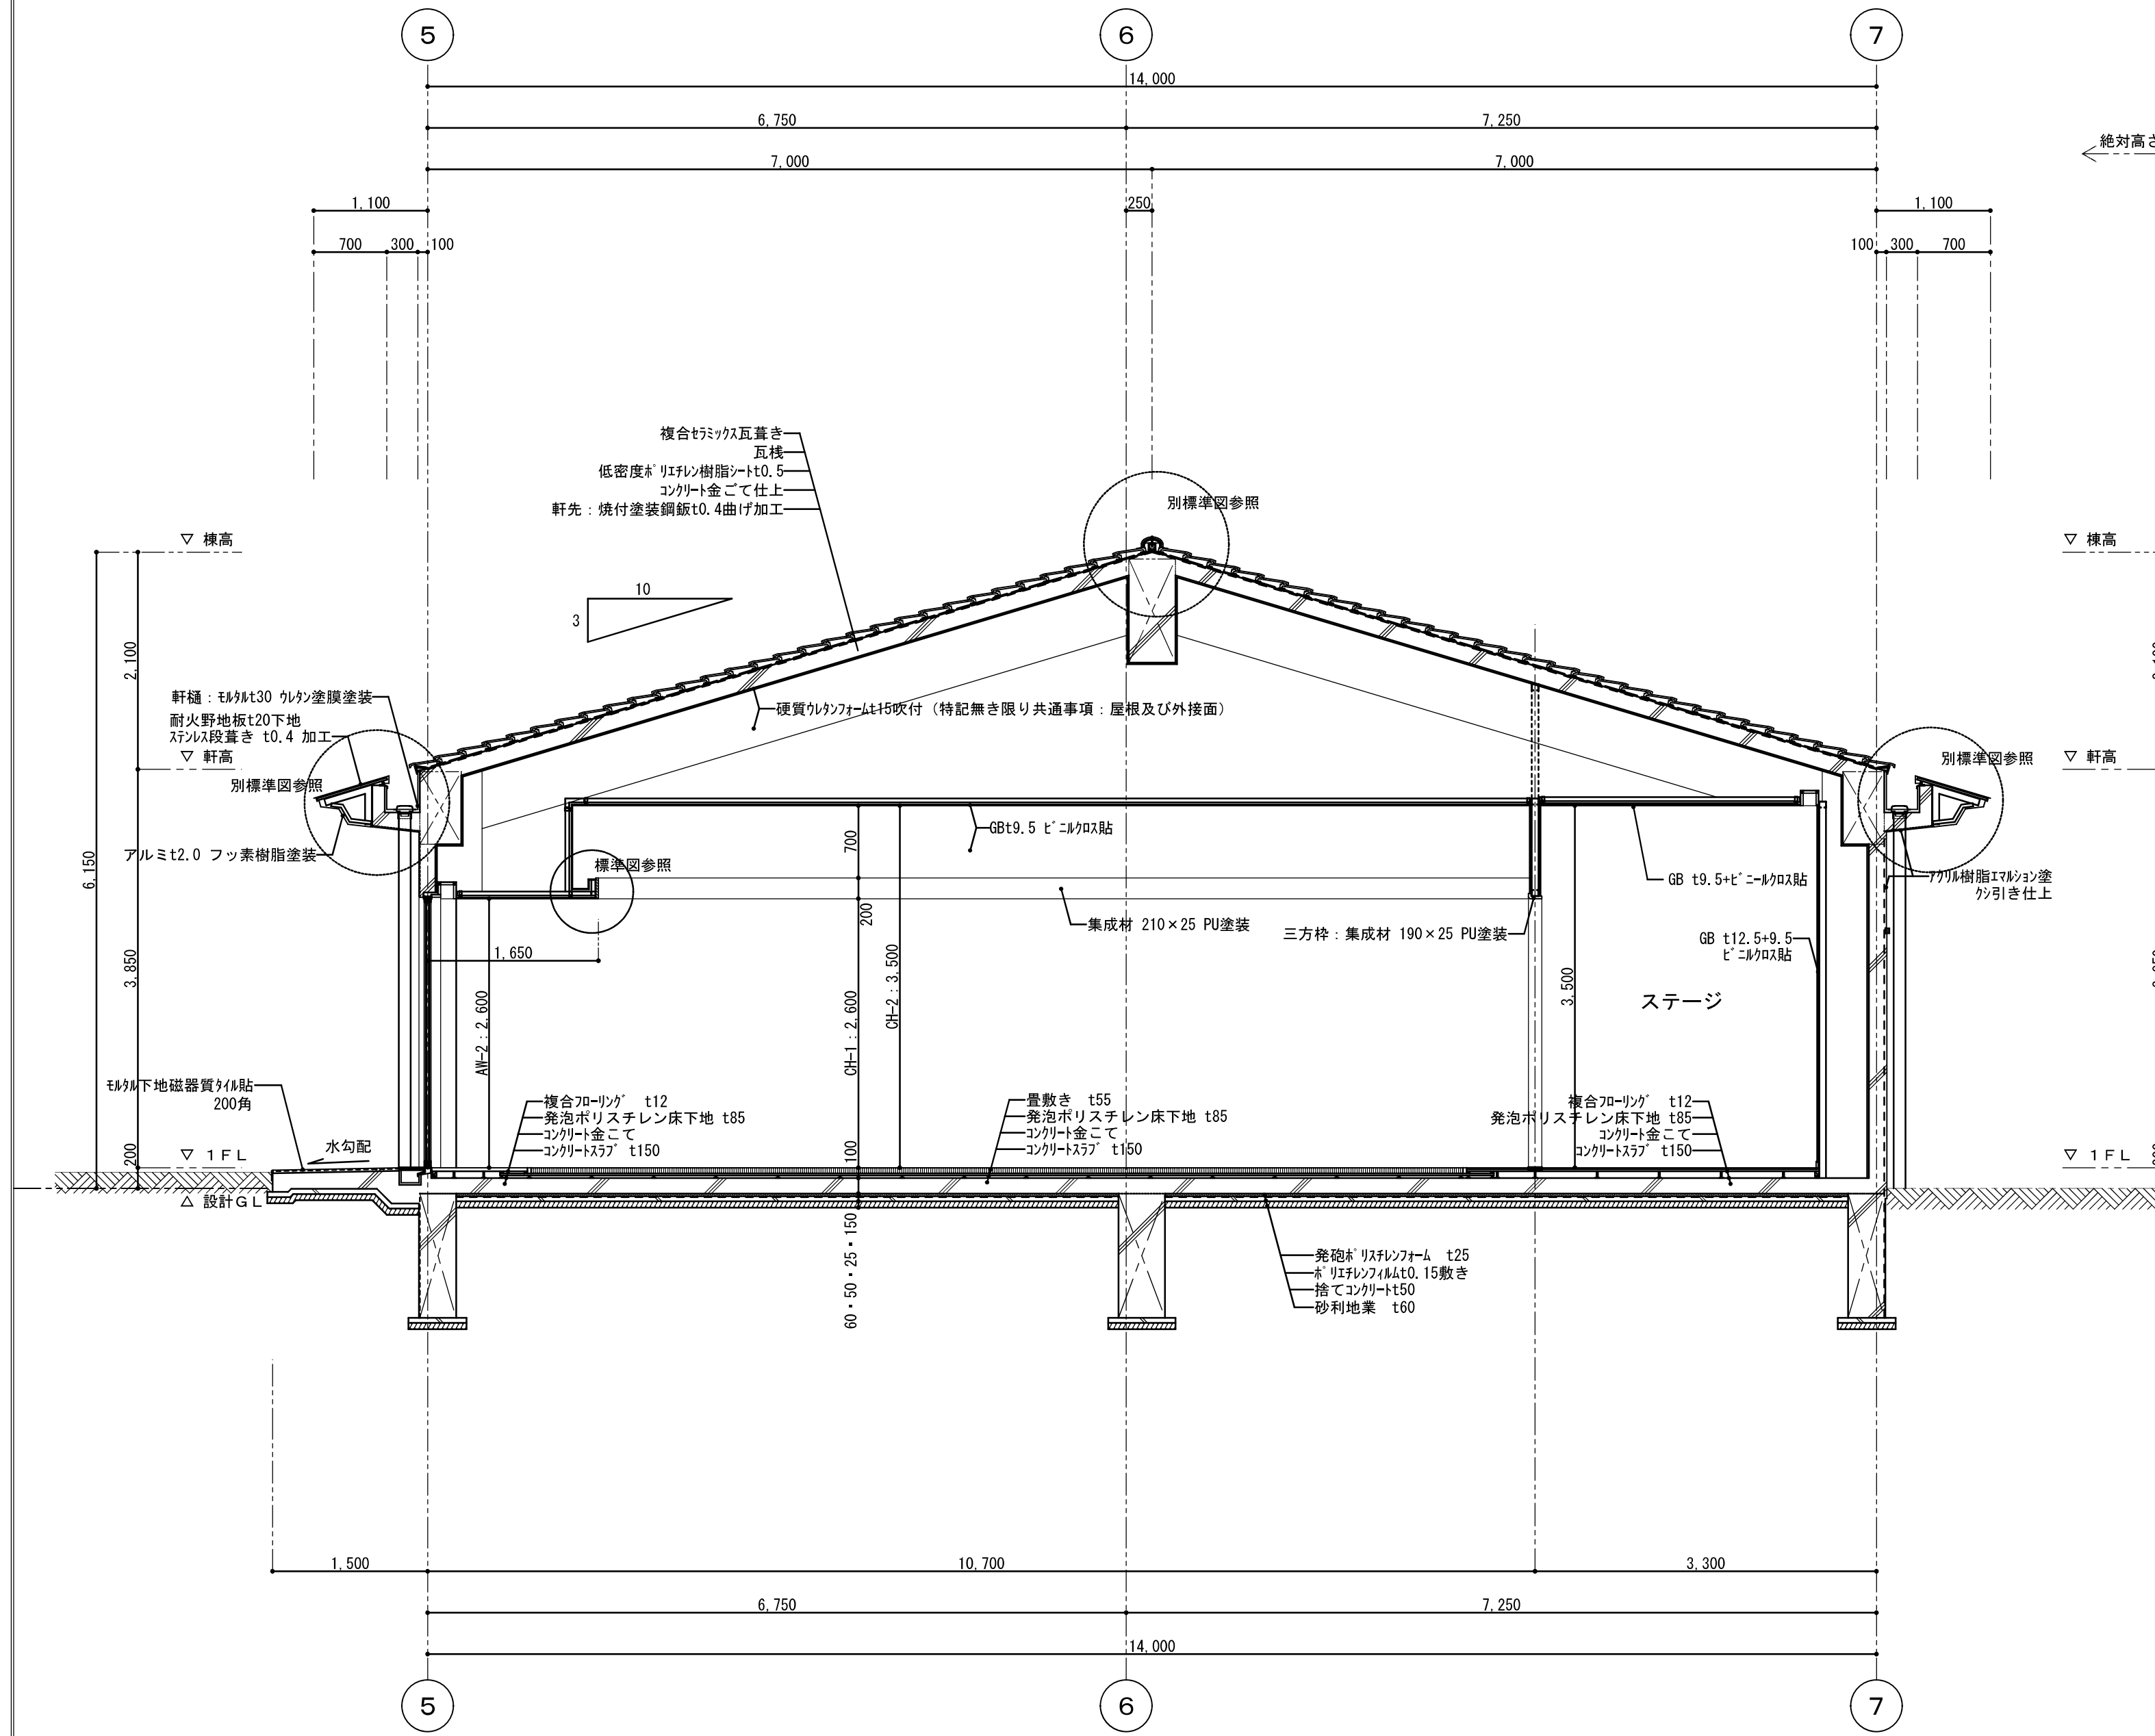 5
6
7
14,000
6,750
7,250
絶対高さ
7,000
7,000
1,100
250
1,100
700
300
100
100
300
700
複合ｾﾗﾐｯｸｽ瓦葺き
瓦桟
低密度ﾎﾟﾘｴﾁﾚﾝ樹脂ｼｰﾄt0.5
ｺﾝｸﾘｰﾄ金ごて仕上
軒先：焼付塗装鋼鈑t0.4曲げ加工
別標準図参照
▽ 棟高
▽ 棟高
10
3
2,100
軒樋：ﾓﾙﾀﾙt30 ｳﾚﾀﾝ塗膜塗装
耐火野地板t20下地
ｽﾃﾝﾚｽ段葺き t0.4 加工
硬質ｳﾚﾀﾝﾌｫｰﾑt15吹付（特記無き限り共通事項：屋根及び外接面）
▽ 軒高
別標準図参照
別標準図参照
▽ 軒高
アルミt2.0 フッ素樹脂塗装
6,150
GBt9.5 ﾋﾞﾆﾙｸﾛｽ貼
700
標準図参照
GB t9.5+ﾋﾞﾆｰﾙｸﾛｽ貼
ｱｸﾘﾙ樹脂ｴﾏﾙｼｮﾝ塗
ｸｼ引き仕上
200
集成材 210×25 PU塗装
三方枠：集成材 190×25 PU塗装
GB t12.5+9.5
ﾋﾞﾆﾙｸﾛｽ貼
1,650
3,850
AW-2：2,600
CH-1：2,600
CH-2：3,500
3,500
ステージ
ﾓﾙﾀﾙ下地磁器質ﾀｲﾙ貼
200角
複合ﾌﾛｰﾘﾝｸﾞ t12
発泡ポリスチレン床下地 t85
ｺﾝｸﾘｰﾄ金こて
ｺﾝｸﾘｰﾄｽﾗﾌﾞ t150
畳敷き t55
発泡ポリスチレン床下地 t85
ｺﾝｸﾘｰﾄ金こて
ｺﾝｸﾘｰﾄｽﾗﾌﾞ t150
複合ﾌﾛｰﾘﾝｸﾞ t12
発泡ポリスチレン床下地 t85
ｺﾝｸﾘｰﾄ金こて
ｺﾝｸﾘｰﾄｽﾗﾌﾞ t150
水勾配
200
100
▽ １ＦＬ
▽ １ＦＬ
△ 設計ＧＬ
60・50・25・150
発砲ﾎﾟﾘｽﾁﾚﾝﾌｫｰﾑ t25
ﾎﾟﾘｴﾁﾚﾝﾌｨﾙﾑt0.15敷き
捨てｺﾝｸﾘｰﾄt50
砂利地業 t60
1,500
10,700
3,300
6,750
7,250
14,000
5
6
7